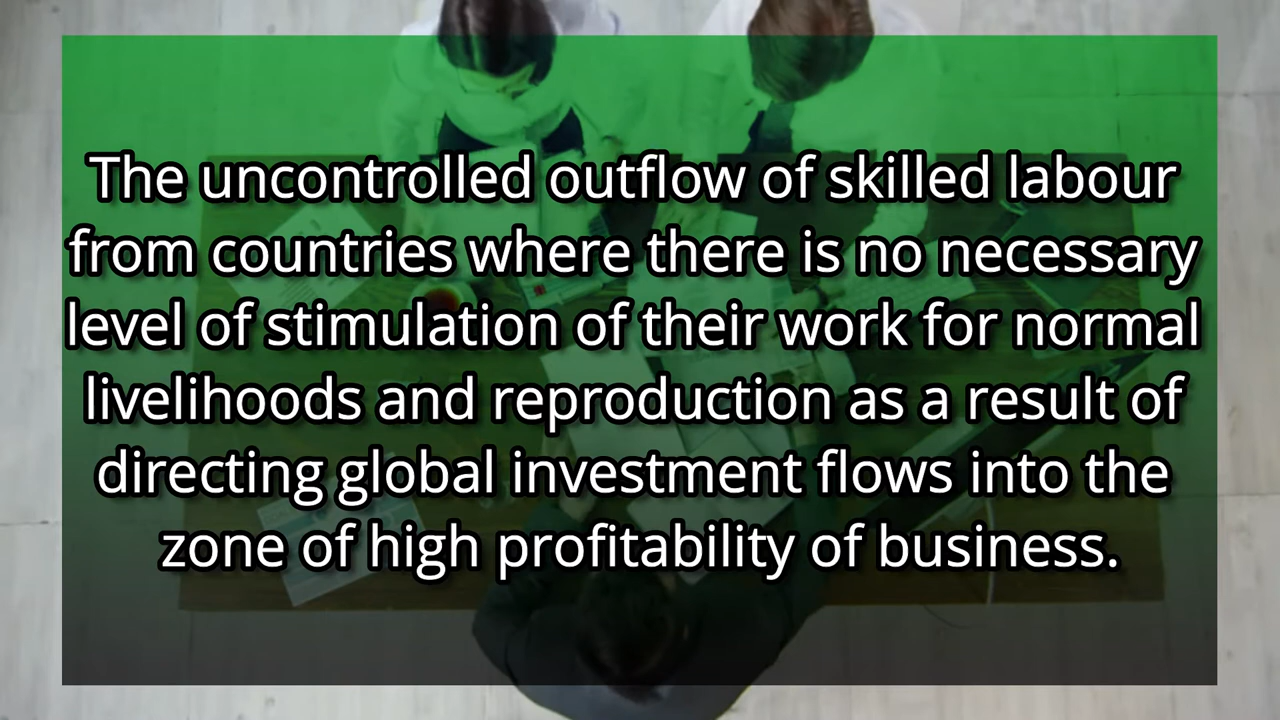 The uncontrolled outflow of skilled labour
from countries where there is no necessary
level of stimulation of their work for normal
livelihoods and reproduction as a result of
directing global investment flows into the
zone of high profitability of business.